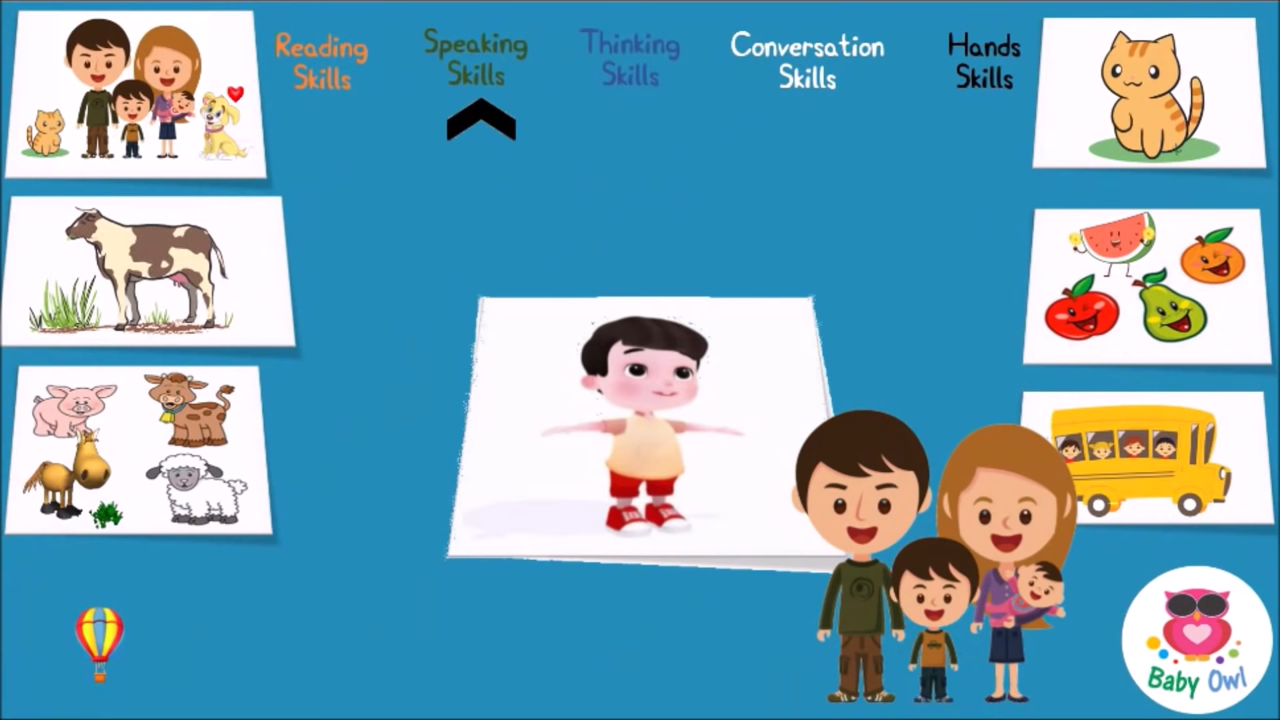 Reading
Skills
Speaking
Skills
Thinking
Skills
Conversation
Skills
Hands
Skills
Baby Owl